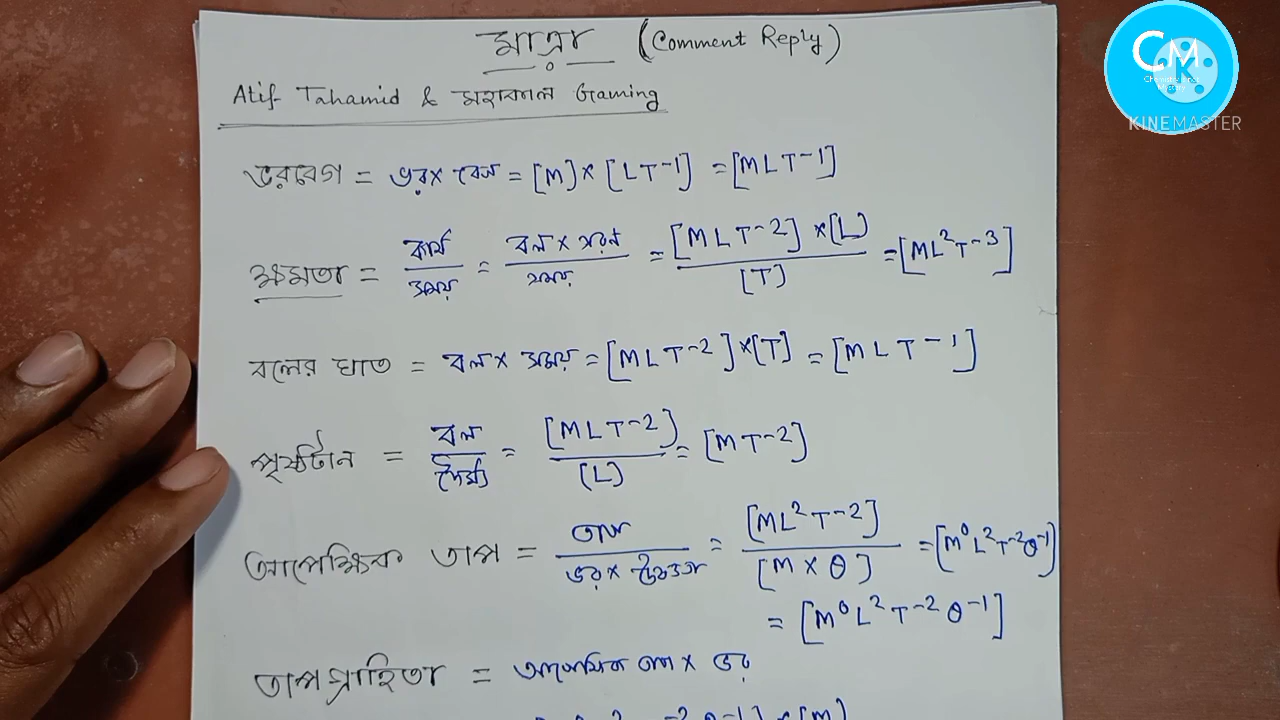 মাত্রা (Comment Reply)
Atif Tahamid & মহাকাল Gaming
ভরবেগ = ভর × বেগ = [M] × [LT-1] = [MLT-1]
ক্ষমতা = কার্য / সময় = বল × সরণ / সময় = [MLT-2] × [L] / [T] = [ML²T-3]
বলের ঘাত = বল × সময় = [MLT-2] × [T] = [MLT-1]
পৃষ্ঠটান = বল / দৈর্ঘ্য = [MLT-2] / [L] = [MT-2]
আপেক্ষিক তাপ = তাপ / ভর × উষ্ণতা = [ML²T-2] / [M × θ] = [M⁰L²T-2θ-1]
= [M⁰L²T-2θ-1]
তাপগ্রাহিতা = আপেক্ষিক তাপ × ভর
CM
KINEMASTER